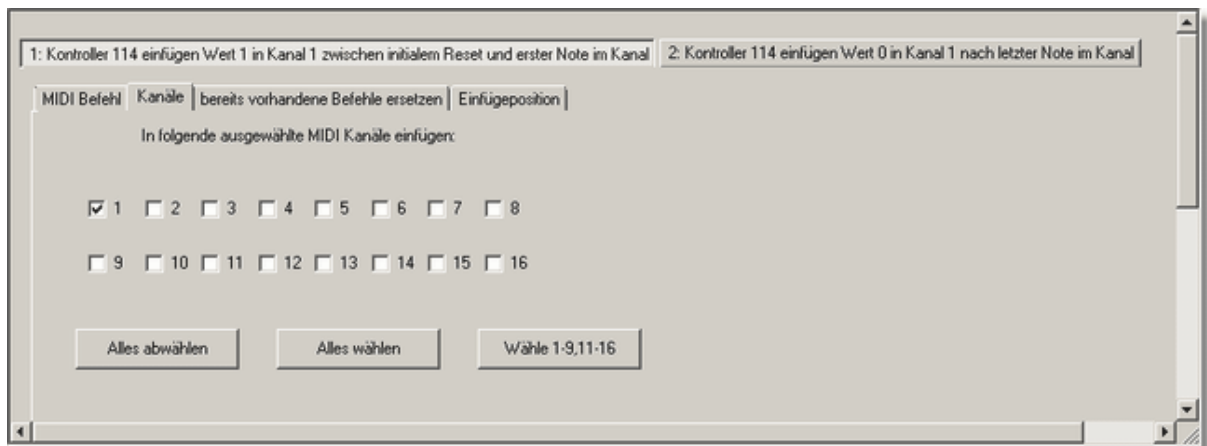 1: Kontroller 114 einfügen Wert 1 in Kanal 1 zwischen initialem Reset und erster Note im Kanal 2: Kontroller 114 einfügen Wert 0 in Kanal 1 nach letzter Note im Kanal
MIDI Befehl Kanäle bereits vorhandene Befehle ersetzen Einfügeposition
In folgende ausgewählte MIDI Kanäle einfügen:
1 2 3 4 5 6 7 8
9 10 11 12 13 14 15 16
Alles abwählen Alles wählen Wähle 1-9,11-16